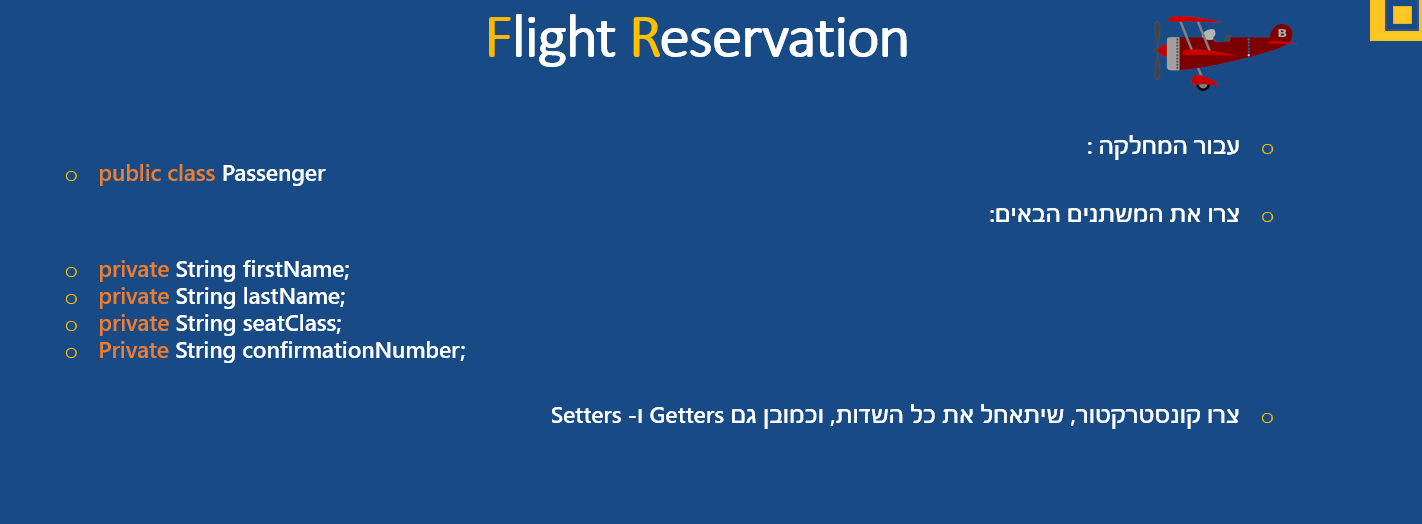 Flight Reservation
B
עבור המחלקה :
public class Passenger
צרו את המשתנים הבאים:
private String firstName;
private String lastName;
private String seatClass;
Private String confirmationNumber;
צרו קונסטרקטור, שיתאחל את כל השדות, וכמובן גם Getters ו- Setters